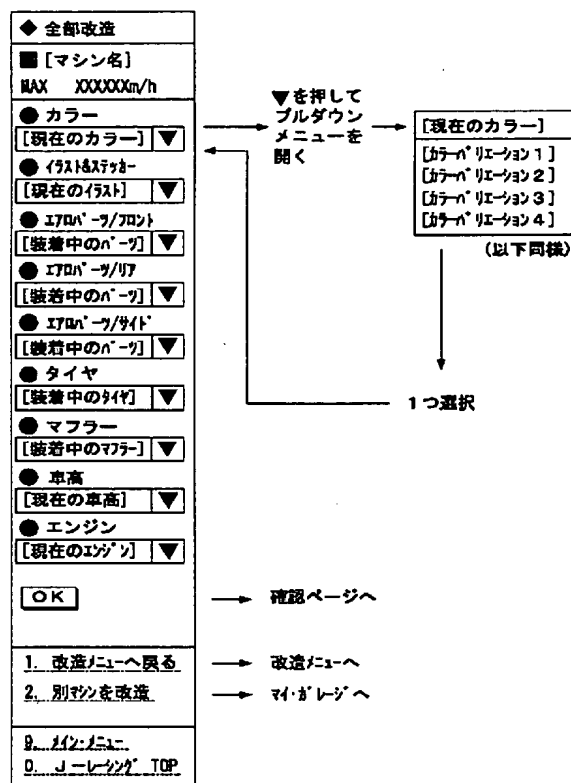 ◆ 全部改造
■ [マシン名]
MAX XXXXXXm/h
● カラー
[現在のカラー] ▼
● イラスト&ステッカー
[現在のイラスト] ▼
● エアロパーツ/フロント
[装着中のパーツ] ▼
● エアロパーツ/リア
[装着中のパーツ] ▼
● エアロパーツ/サイド
[装着中のパーツ] ▼
● タイヤ
[装着中のタイヤ] ▼
● マフラー
[装着中のマフラー] ▼
● 車高
[現在の車高] ▼
● エンジン
[現在のエンジン] ▼
OK
1. 改造メニューへ戻る
2. 別マシンを改造
9. メイン・メニュー
0. Jーレーシング TOP
▼を押して
プルダウン
メニューを
開く
[現在のカラー]
[カラーバリエーション1]
[カラーバリエーション2]
[カラーバリエーション3]
[カラーバリエーション4]
(以下同様)
1つ選択
確認ページへ
改造メニューへ
マイ・ガレージへ